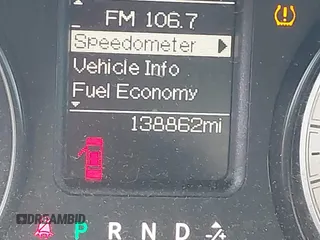 FM 106.7
Speedometer
Vehicle Info
Fuel Economy
138862mi
P R N D
DREAMBID